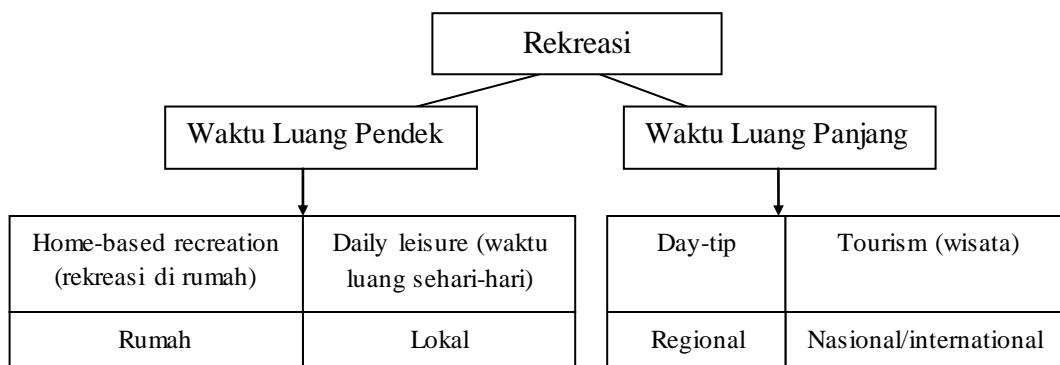 Rekreasi
Waktu Luang Pendek
Waktu Luang Panjang
Home-based recreation
(rekreasi di rumah)
Daily leisure (waktu
luang sehari-hari)
Day-tip
Tourism (wisata)
Rumah
Lokal
Regional
Nasional/international